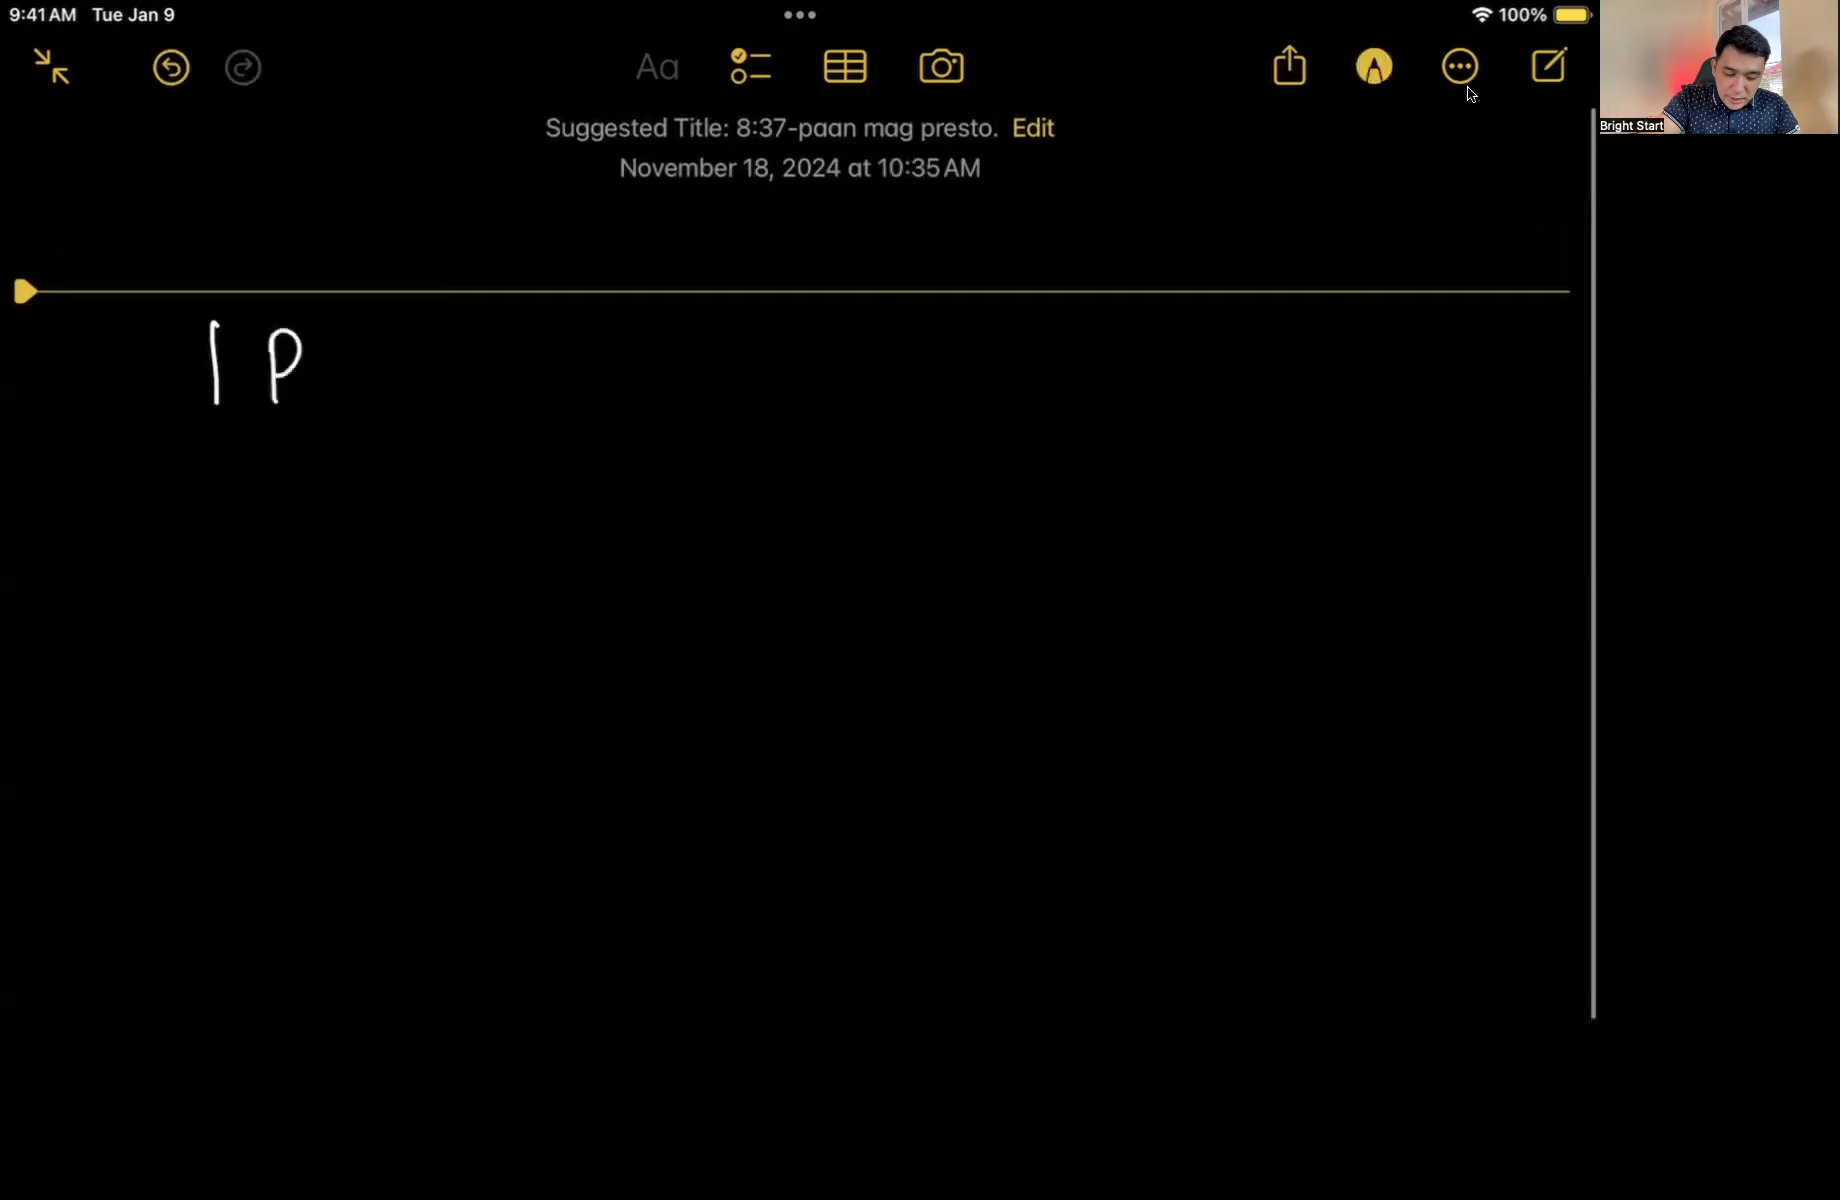 9:41 AM Tue Jan 9
100%
Aa
Suggested Title: 8:37-paan mag presto. Edit
November 18, 2024 at 10:35 AM
Bright Start
1 P